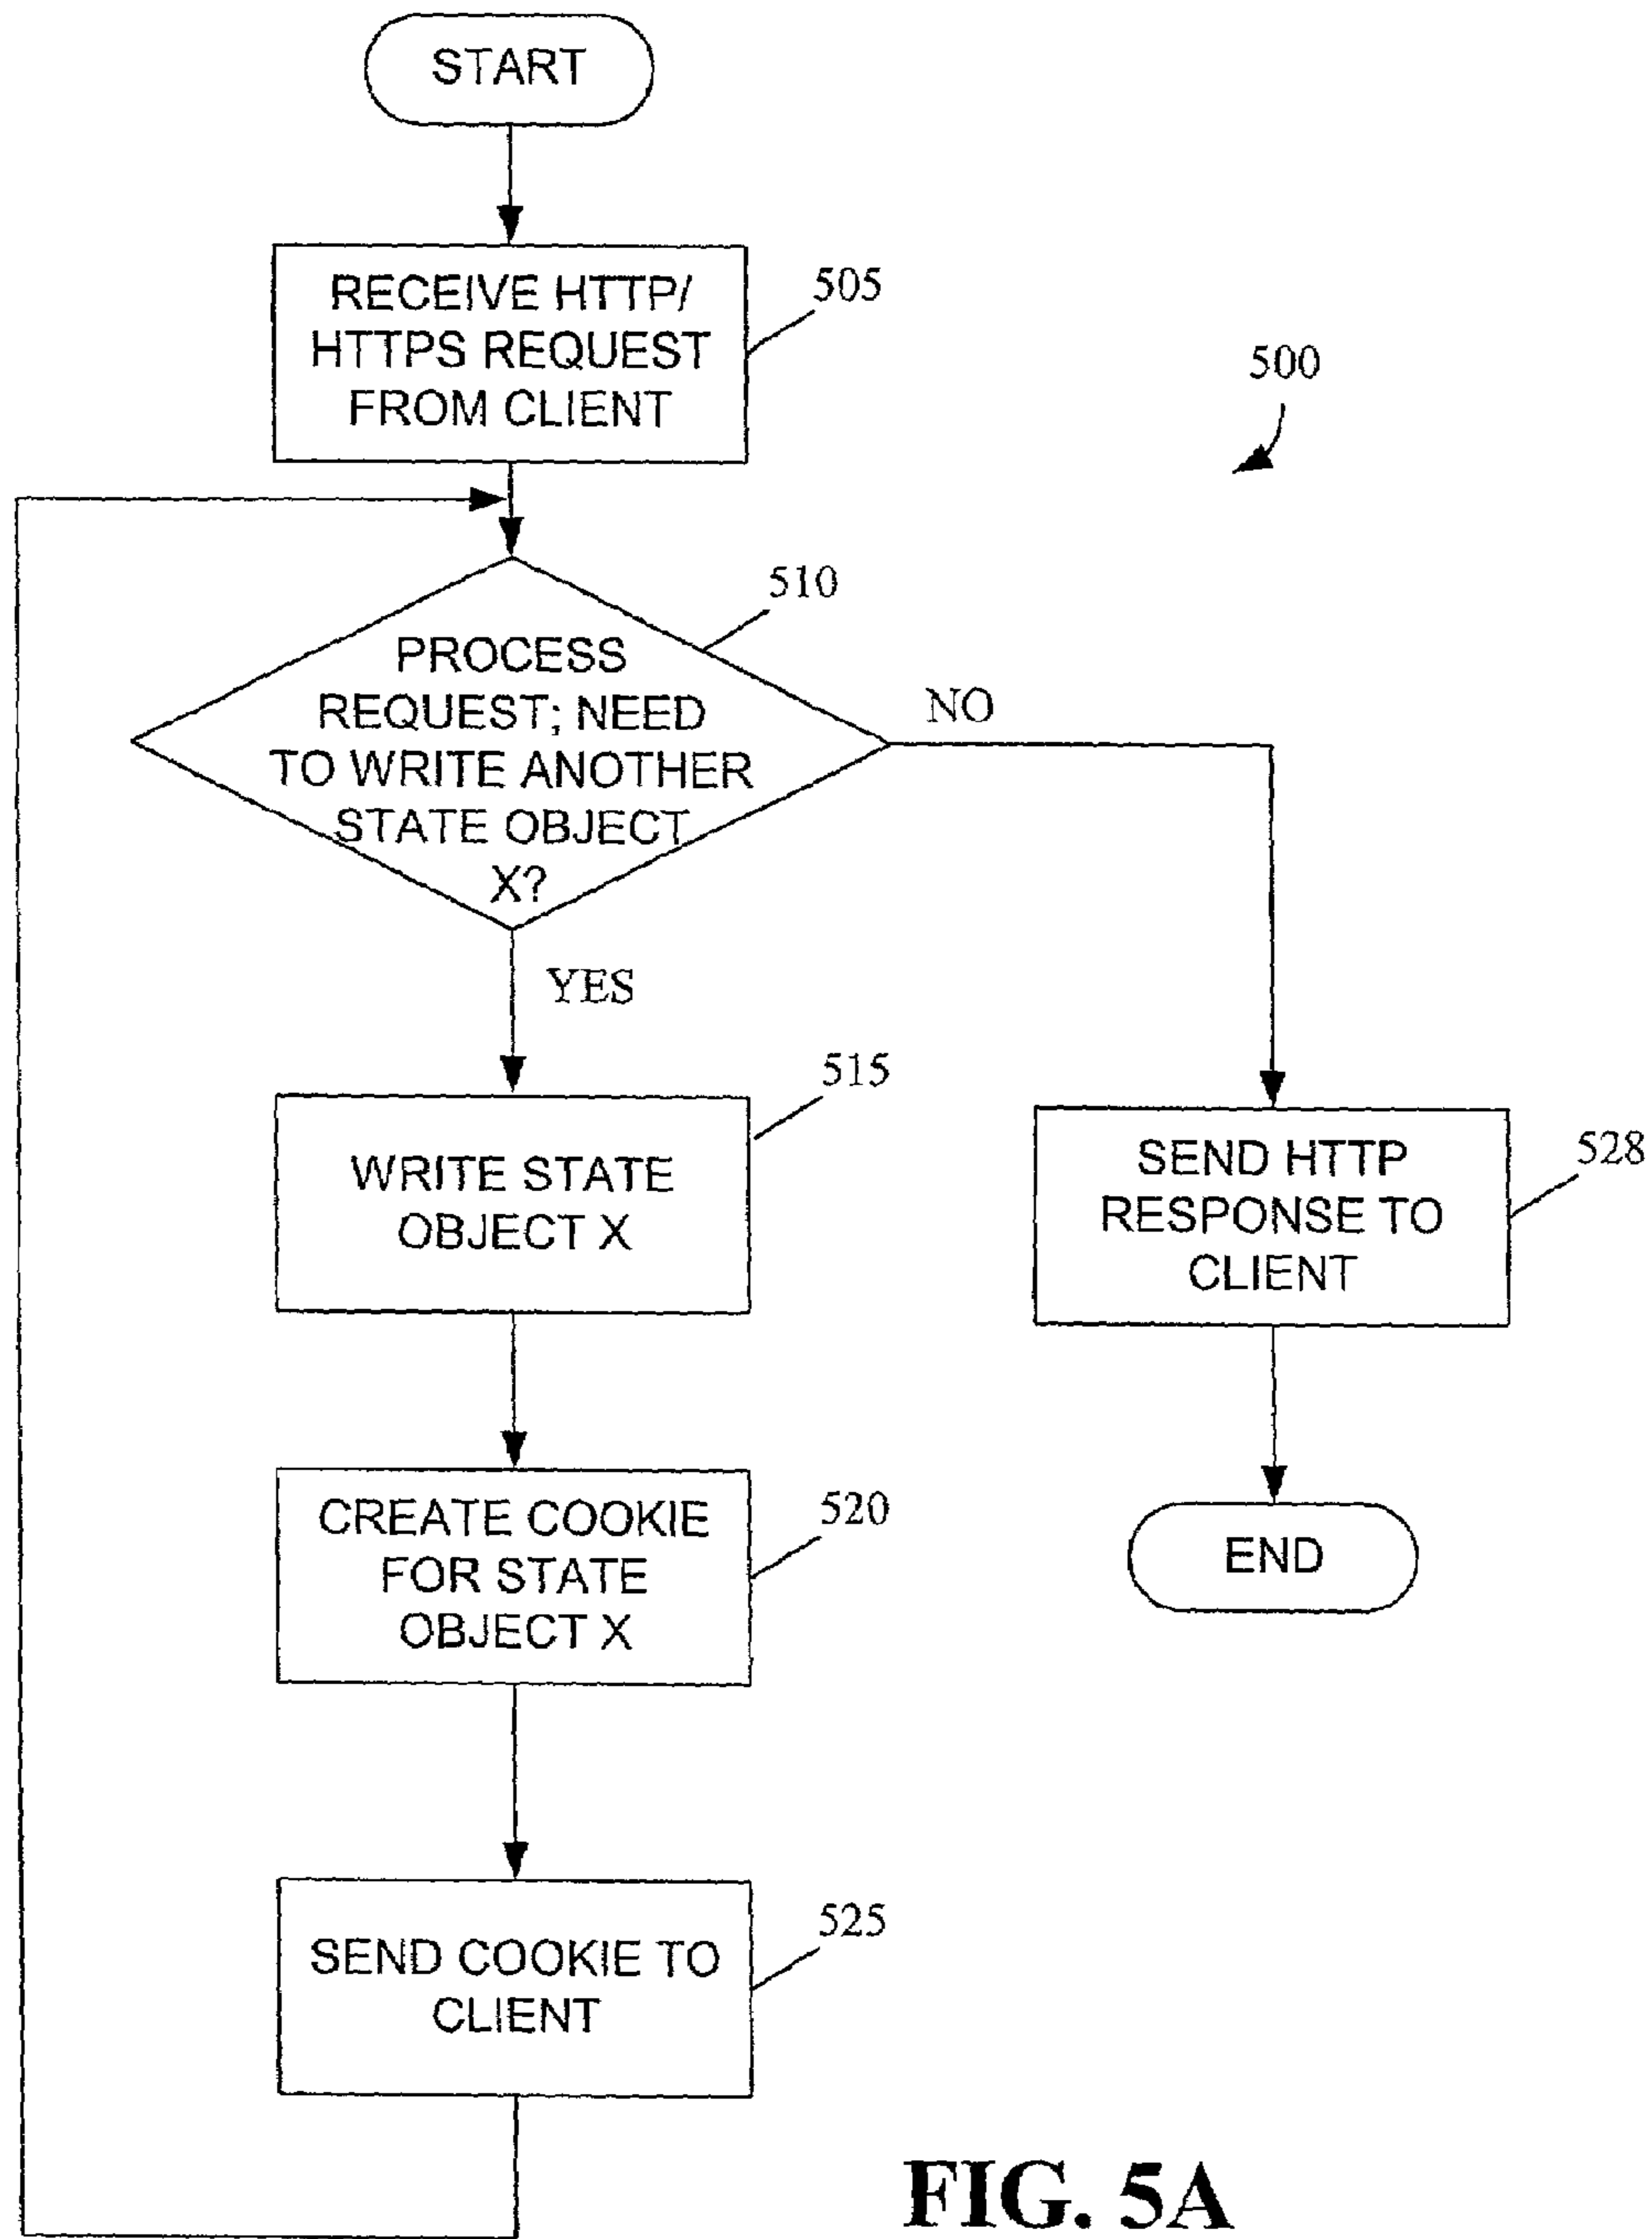 START
RECEIVE HTTP/
HTTPS REQUEST
FROM CLIENT
505
500
PROCESS
REQUEST; NEED
TO WRITE ANOTHER
STATE OBJECT
X?
510
NO
YES
WRITE STATE
OBJECT X
515
SEND HTTP
RESPONSE TO
CLIENT
528
CREATE COOKIE
FOR STATE
OBJECT X
520
END
SEND COOKIE TO
CLIENT
525
FIG. 5A